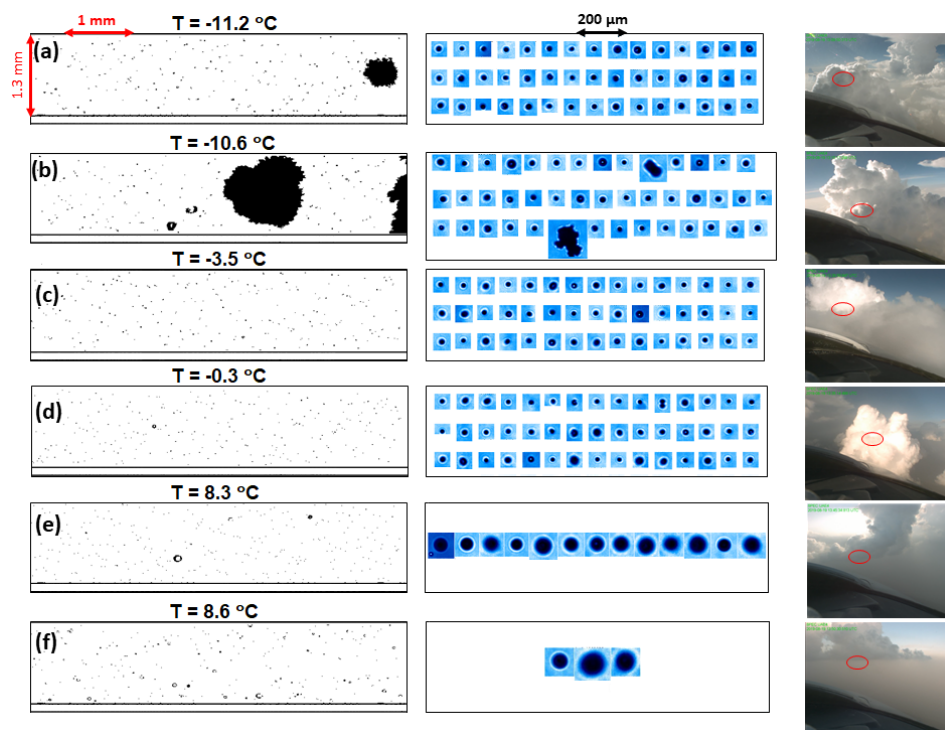 1 mm
T = -11.2 °C
200 µm
(a)
1.3 mm
T = -10.6 °C
(b)
T = -3.5 °C
(c)
T = -0.3 °C
(d)
T = 8.3 °C
(e)
T = 8.6 °C
(f)